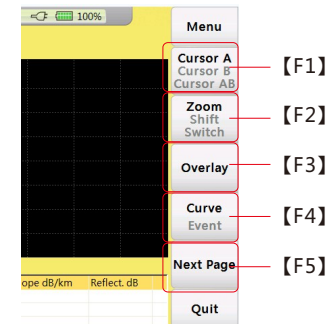 100%
Menu
Cursor A
Cursor B
Cursor AB
【F1】
Zoom
Shift
Switch
【F2】
Overlay
【F3】
Curve
Event
【F4】
Next Page
【F5】
ope dB/km Reflect. dB
Quit